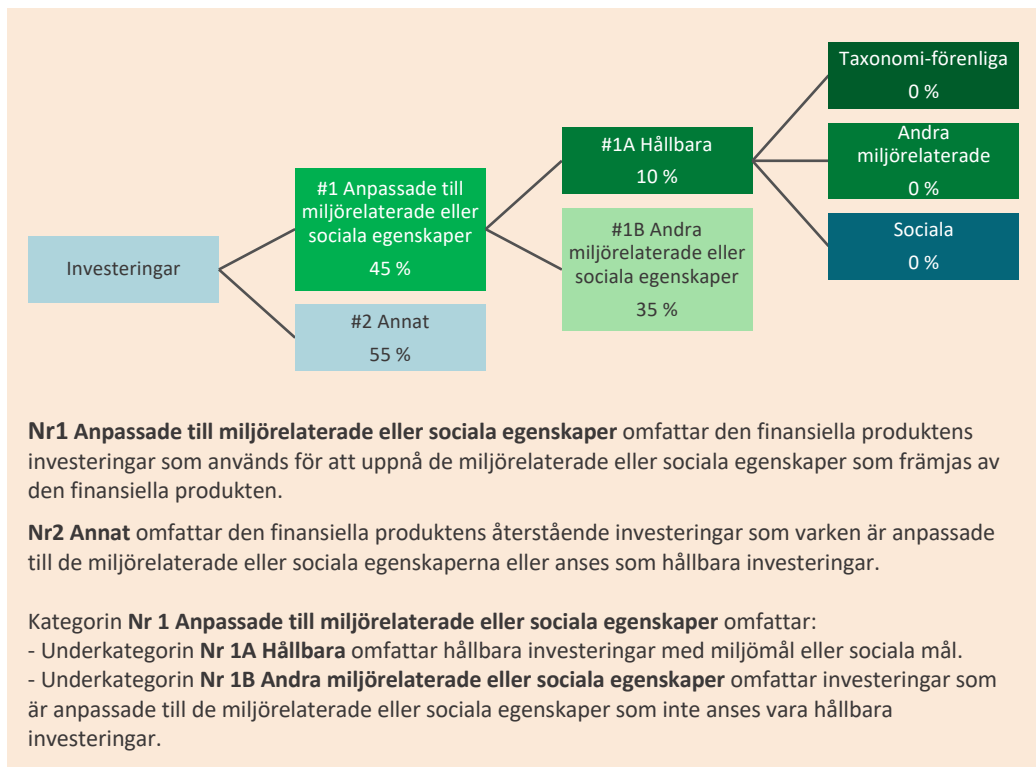 Investeringar
#1 Anpassade till
miljörelaterade eller
sociala egenskaper
45 %
#2 Annat
55 %
#1A Hållbara
10 %
#1B Andra
miljörelaterade eller
sociala egenskaper
35 %
Taxonomi-förenliga
0 %
Andra
miljörelaterade
0 %
Sociala
0 %
Nr1 Anpassade till miljörelaterade eller sociala egenskaper omfattar den finansiella produktens
investeringar som används för att uppnå de miljörelaterade eller sociala egenskaper som främjas av
den finansiella produkten.
Nr2 Annat omfattar den finansiella produktens återstående investeringar som varken är anpassade
till de miljörelaterade eller sociala egenskaperna eller anses som hållbara investeringar.
Kategorin Nr 1 Anpassade till miljörelaterade eller sociala egenskaper omfattar:
- Underkategorin Nr 1A Hållbara omfattar hållbara investeringar med miljömål eller sociala mål.
- Underkategorin Nr 1B Andra miljörelaterade eller sociala egenskaper omfattar investeringar som
är anpassade till de miljörelaterade eller sociala egenskaper som inte anses vara hållbara
investeringar.